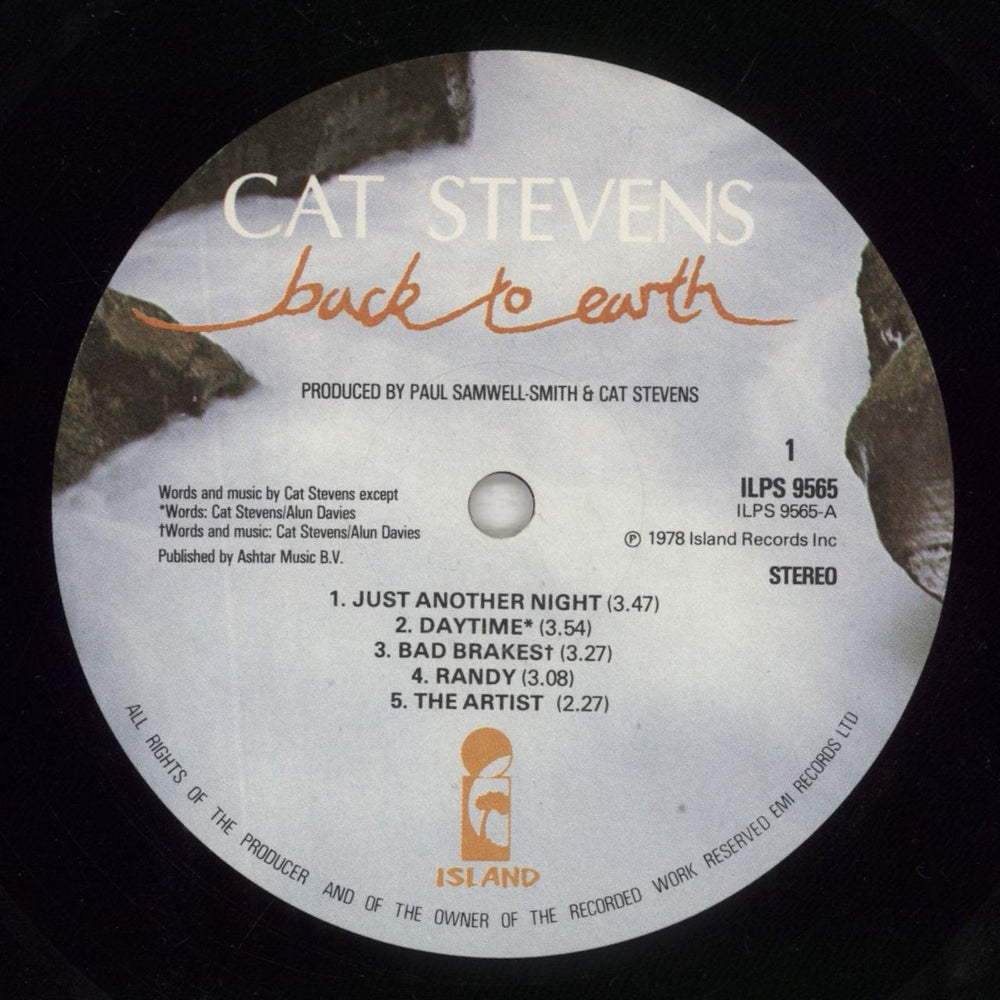 CAT STEVENS
back to earth
PRODUCED BY PAUL SAMWELL-SMITH & CAT STEVENS
Words and music by Cat Stevens except
*Words: Cat Stevens/Alun Davies
†Words and music: Cat Stevens/Alun Davies
Published by Ashtar Music B.V.
1
ILPS 9565
ILPS 9565-A
℗ 1978 Island Records Inc
STEREO
1. JUST ANOTHER NIGHT (3.47)
2. DAYTIME* (3.54)
3. BAD BRAKES† (3.27)
4. RANDY (3.08)
5. THE ARTIST (2.27)
ISLAND
ALL RIGHTS OF THE PRODUCER AND OF THE OWNER OF THE RECORDED WORK RESERVED EMI RECORDS LTD